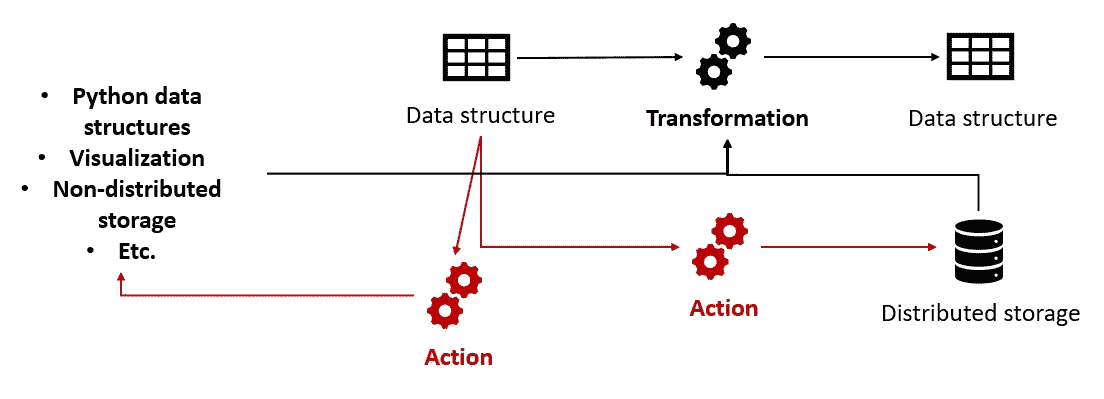 • Python data
structures
• Visualization
• Non-distributed
storage
• Etc.
Data structure
Transformation
Data structure
Action
Action
Distributed storage